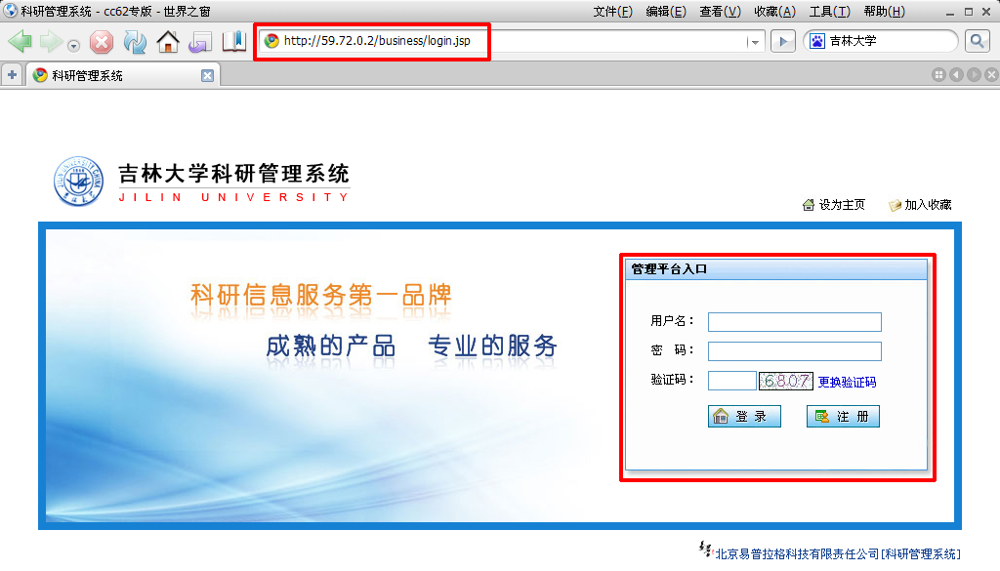 科研管理系统 - cc62专版 - 世界之窗
文件(F) 编辑(E) 查看(V) 收藏(A) 工具(T) 帮助(H)
http://59.72.0.2/business/login.jsp
吉林大学
科研管理系统
吉林大学科研管理系统
JILIN UNIVERSITY
设为主页 加入收藏
管理平台入口
科研信息服务第一品牌
成熟的产品 专业的服务
用户名：
密 码：
验证码： 6807 更换验证码
登 录 注 册
北京易普拉格科技有限责任公司[科研管理系统]